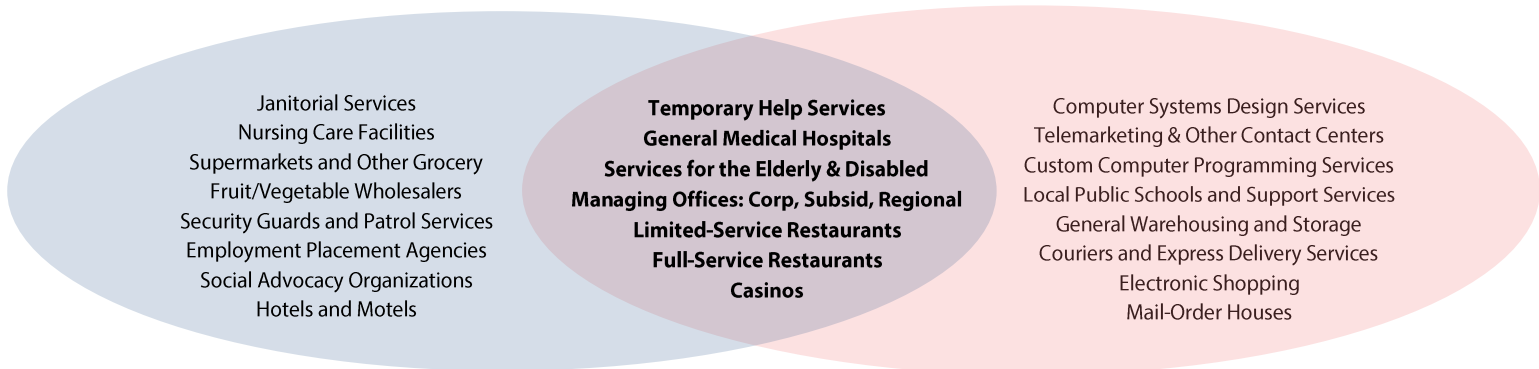 Janitorial Services
Nursing Care Facilities
Supermarkets and Other Grocery
Fruit/Vegetable Wholesalers
Security Guards and Patrol Services
Employment Placement Agencies
Social Advocacy Organizations
Hotels and Motels
Temporary Help Services
General Medical Hospitals
Services for the Elderly & Disabled
Managing Offices: Corp, Subsid, Regional
Limited-Service Restaurants
Full-Service Restaurants
Casinos
Computer Systems Design Services
Telemarketing & Other Contact Centers
Custom Computer Programming Services
Local Public Schools and Support Services
General Warehousing and Storage
Couriers and Express Delivery Services
Electronic Shopping
Mail-Order Houses